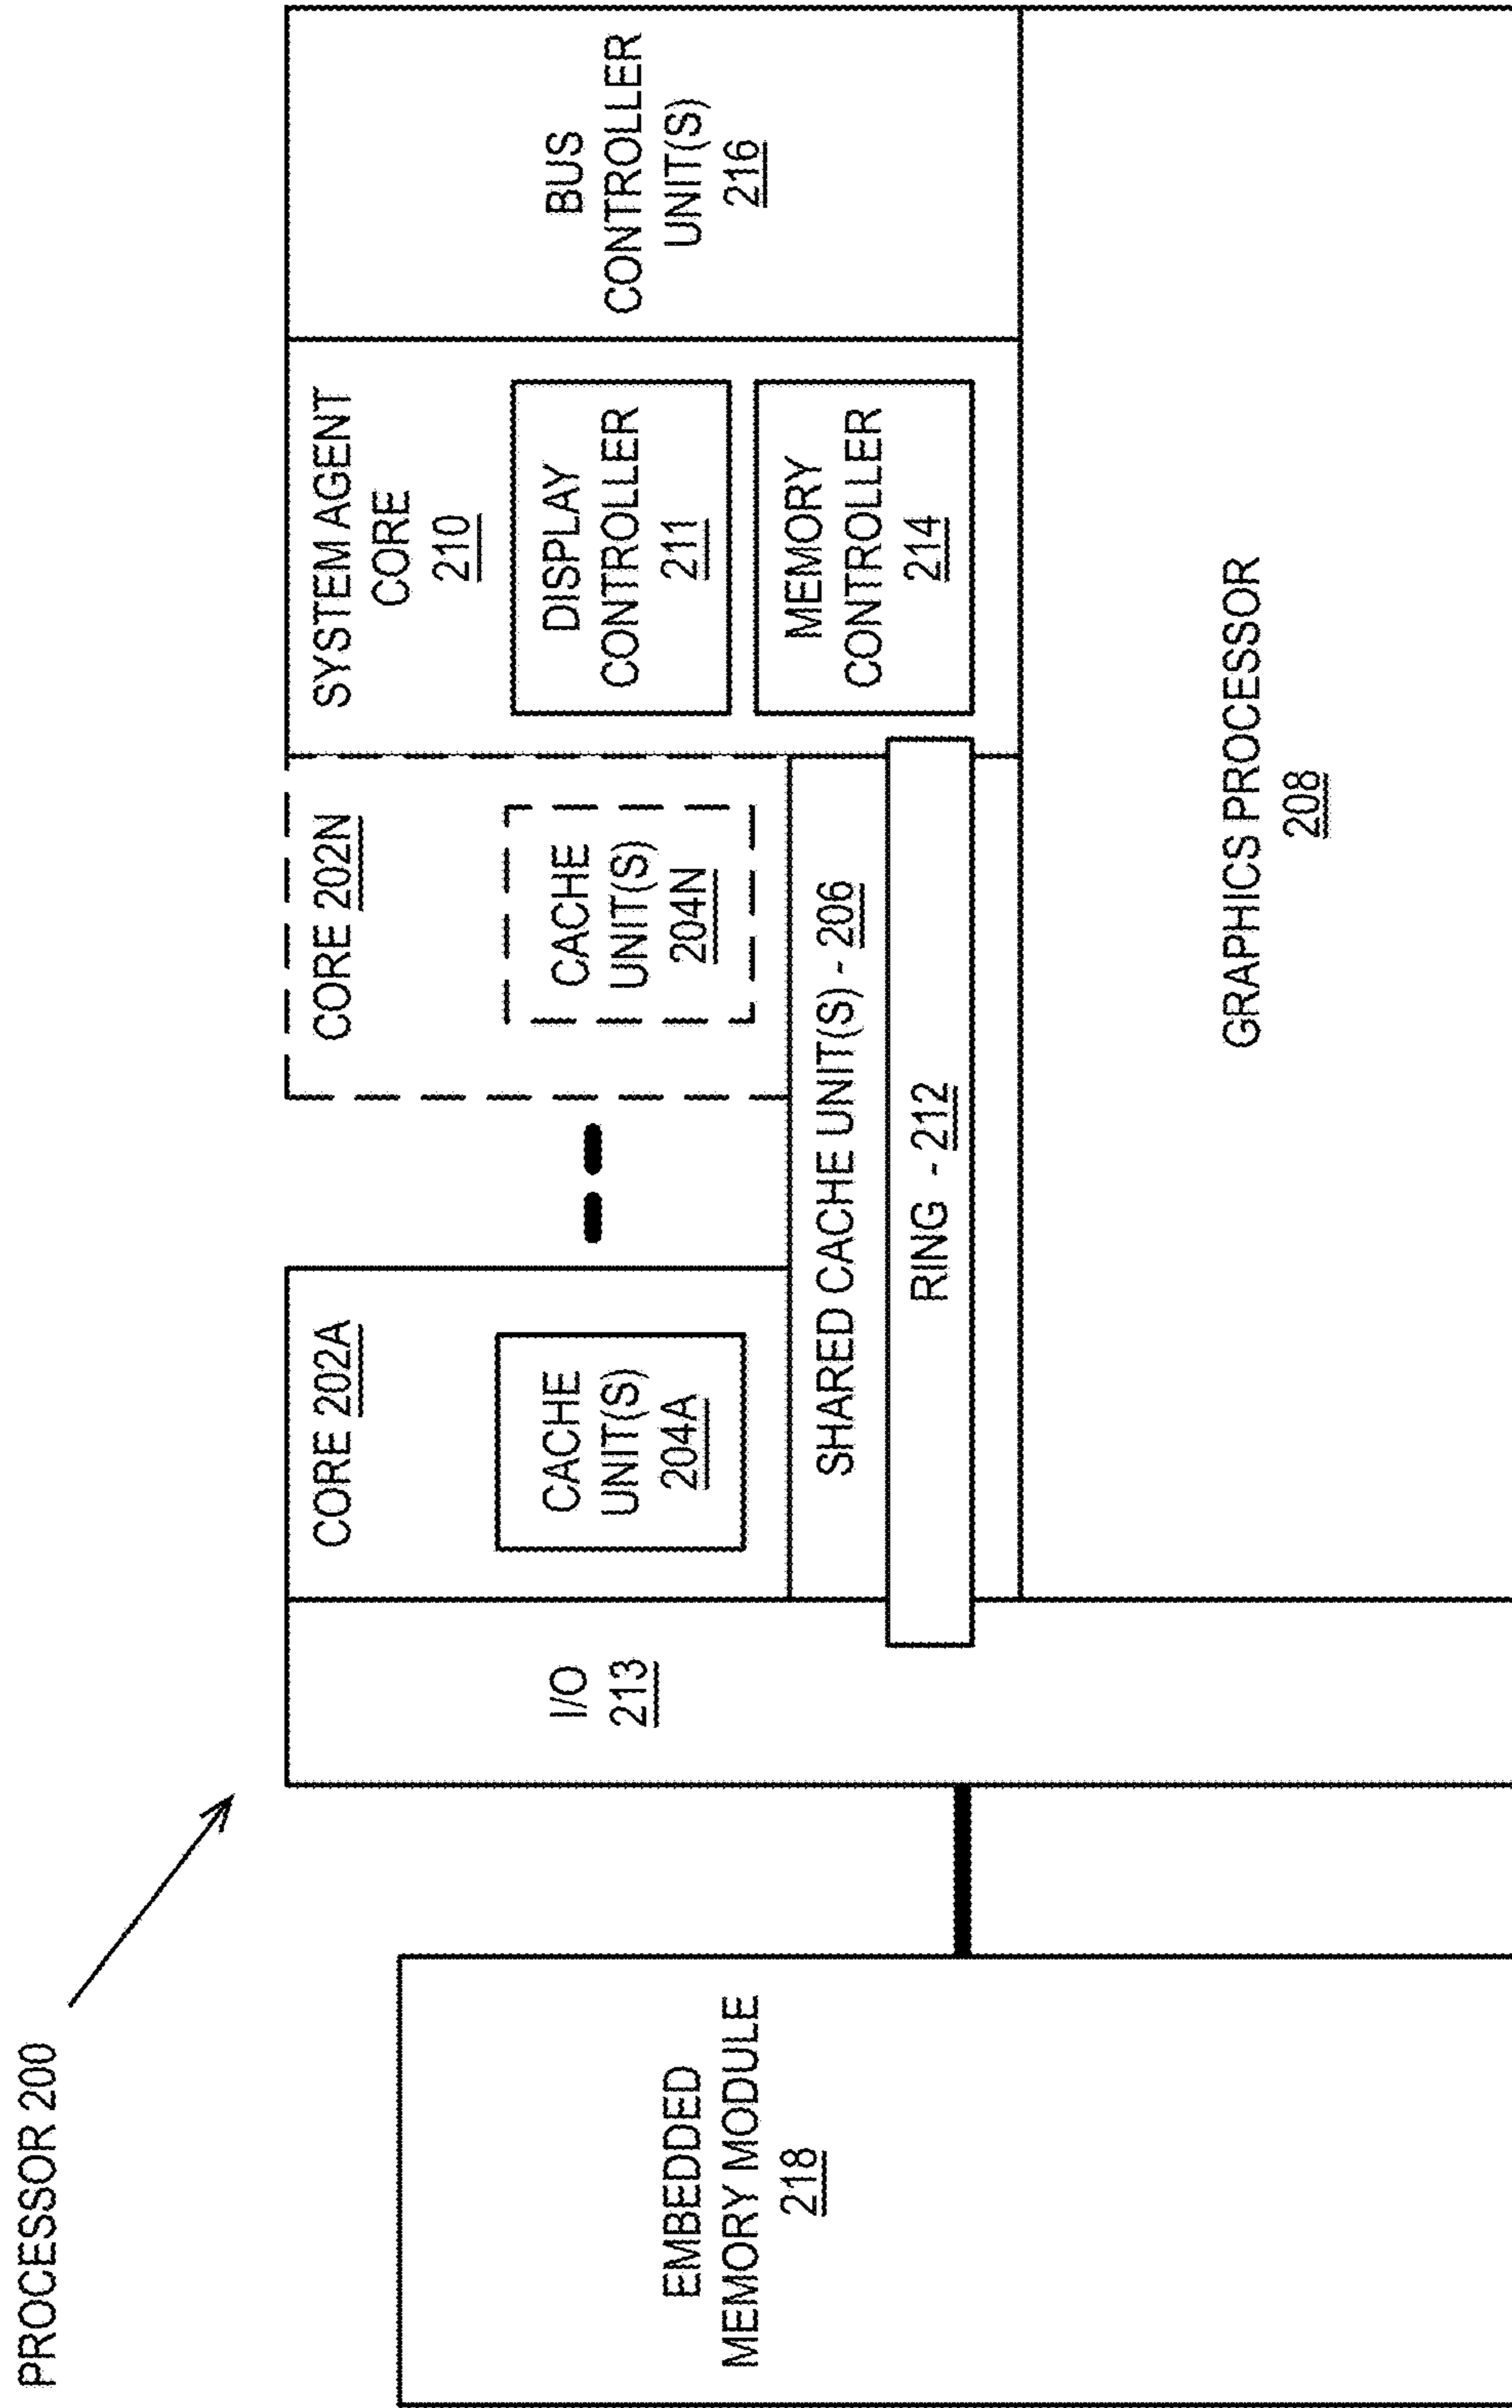 PROCESSOR 200
EMBEDDED
MEMORY MODULE
218
I/O
213
CORE 202A
CACHE
UNIT(S)
204A
CORE 202N
CACHE
UNIT(S)
204N
SHARED CACHE UNIT(S) - 206
RING - 212
SYSTEM AGENT
CORE
210
DISPLAY
CONTROLLER
211
MEMORY
CONTROLLER
214
BUS
CONTROLLER
UNIT(S)
216
GRAPHICS PROCESSOR
208